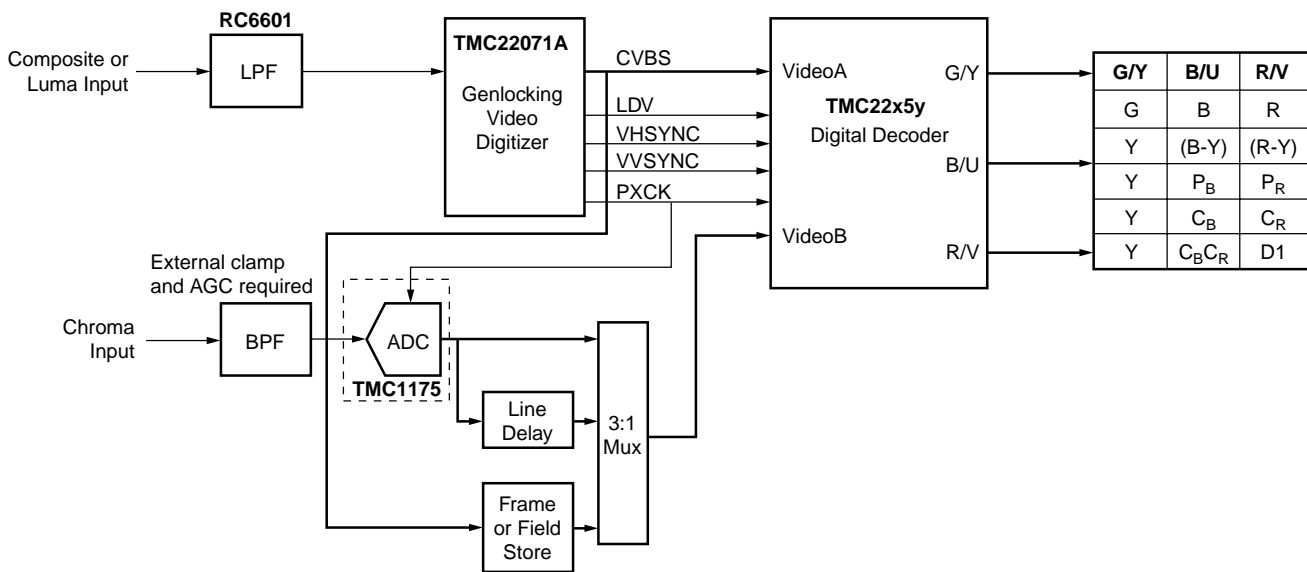 RC6601
LPF
Composite or
Luma Input
TMC22071A
Genlocking
Video
Digitizer
CVBS
LDV
VHSYNC
VVSYNC
PXCK
VideoA
TMC22x5y
Digital Decoder
VideoB
G/Y
B/U
R/V
G/Y B/U R/V
G B R
Y (B-Y) (R-Y)
Y PB PR
Y CB CR
Y CBCR D1
External clamp
and AGC required
Chroma
Input
BPF
ADC
TMC1175
Line
Delay
3:1
Mux
Frame
or Field
Store